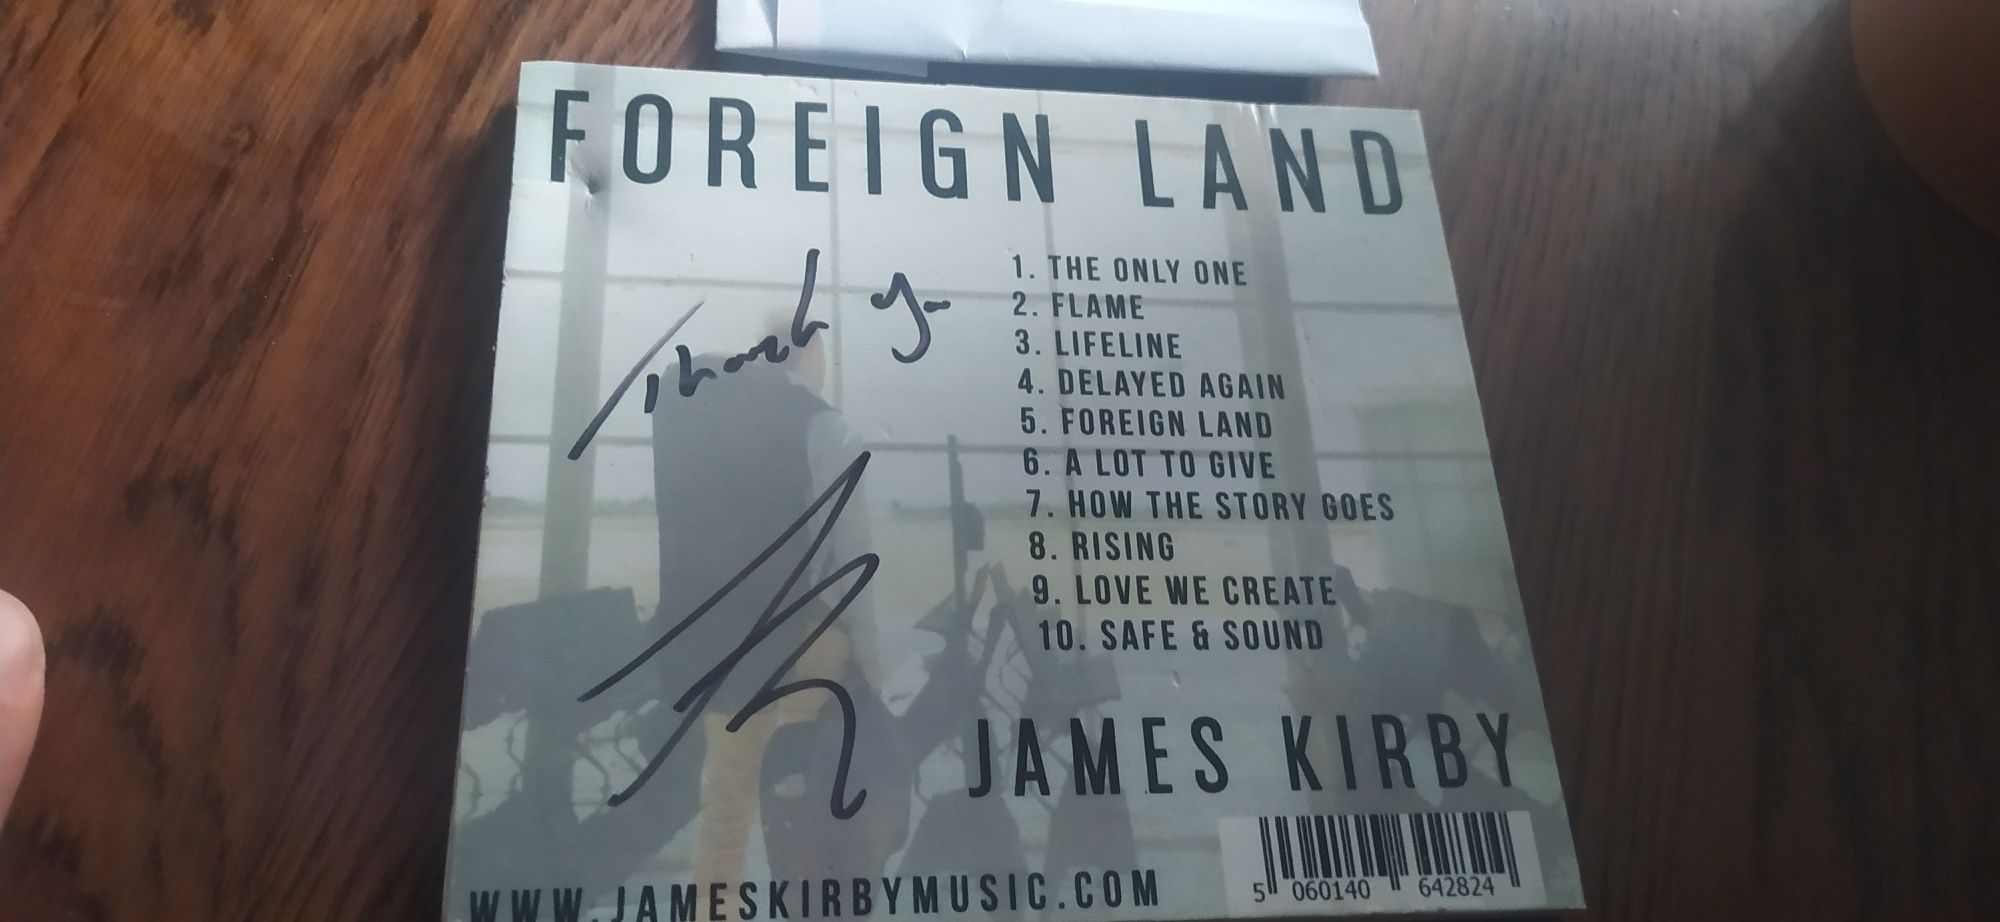 FOREIGN LAND
Thank you
1. THE ONLY ONE
2. FLAME
3. LIFELINE
4. DELAYED AGAIN
5. FOREIGN LAND
6. A LOT TO GIVE
7. HOW THE STORY GOES
8. RISING
9. LOVE WE CREATE
10. SAFE & SOUND
JAMES KIRBY
5 060140 642824
WWW.JAMESKIRBYMUSIC.COM